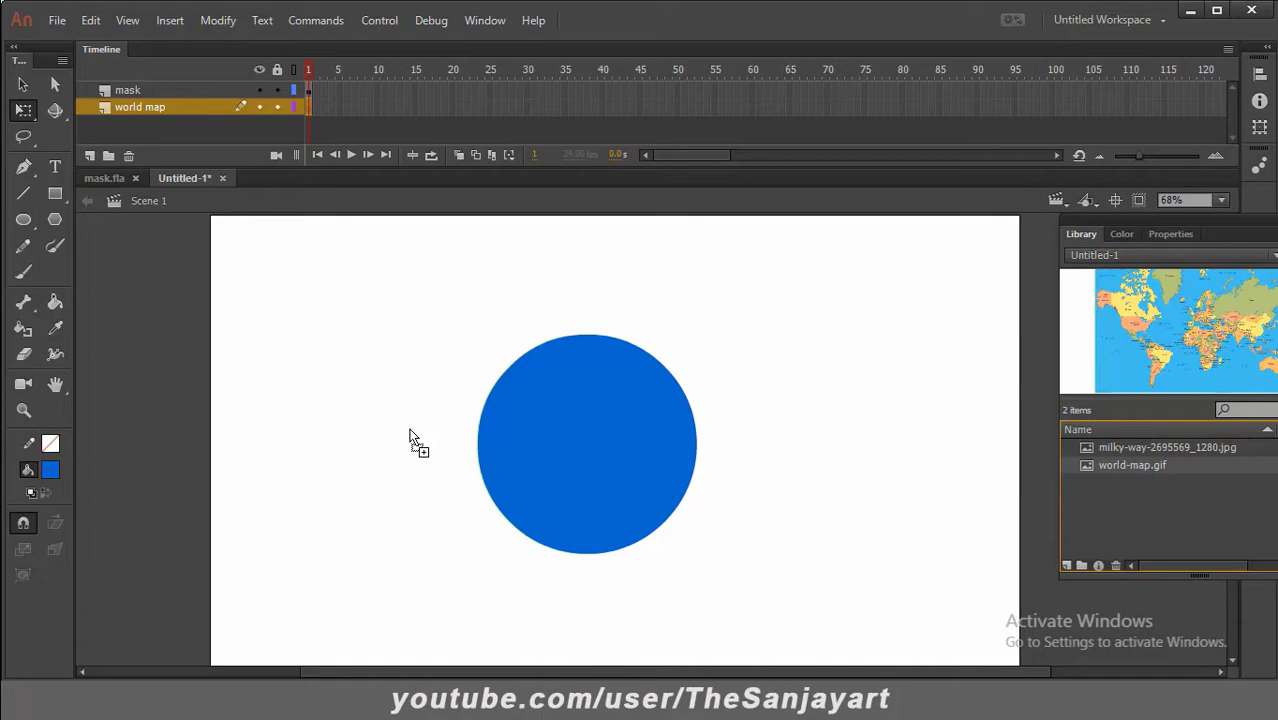 An File Edit View Insert Modify Text Commands Control Debug Window Help Untitled Workspace
Timeline
T...
1 5 10 15 20 25 30 35 40 45 50 55 60 65 70 75 80 85 90 95 100 105 110 115 120
mask
world map
1 24.00 fps 0.0 s
mask.fla Untitled-1*
Scene 1 68%
Library Color Properties
Untitled-1
2 items
Name
milky-way-2695569_1280.jpg
world-map.gif
Activate Windows
Go to Settings to activate Windows.
youtube.com/user/TheSanjayart